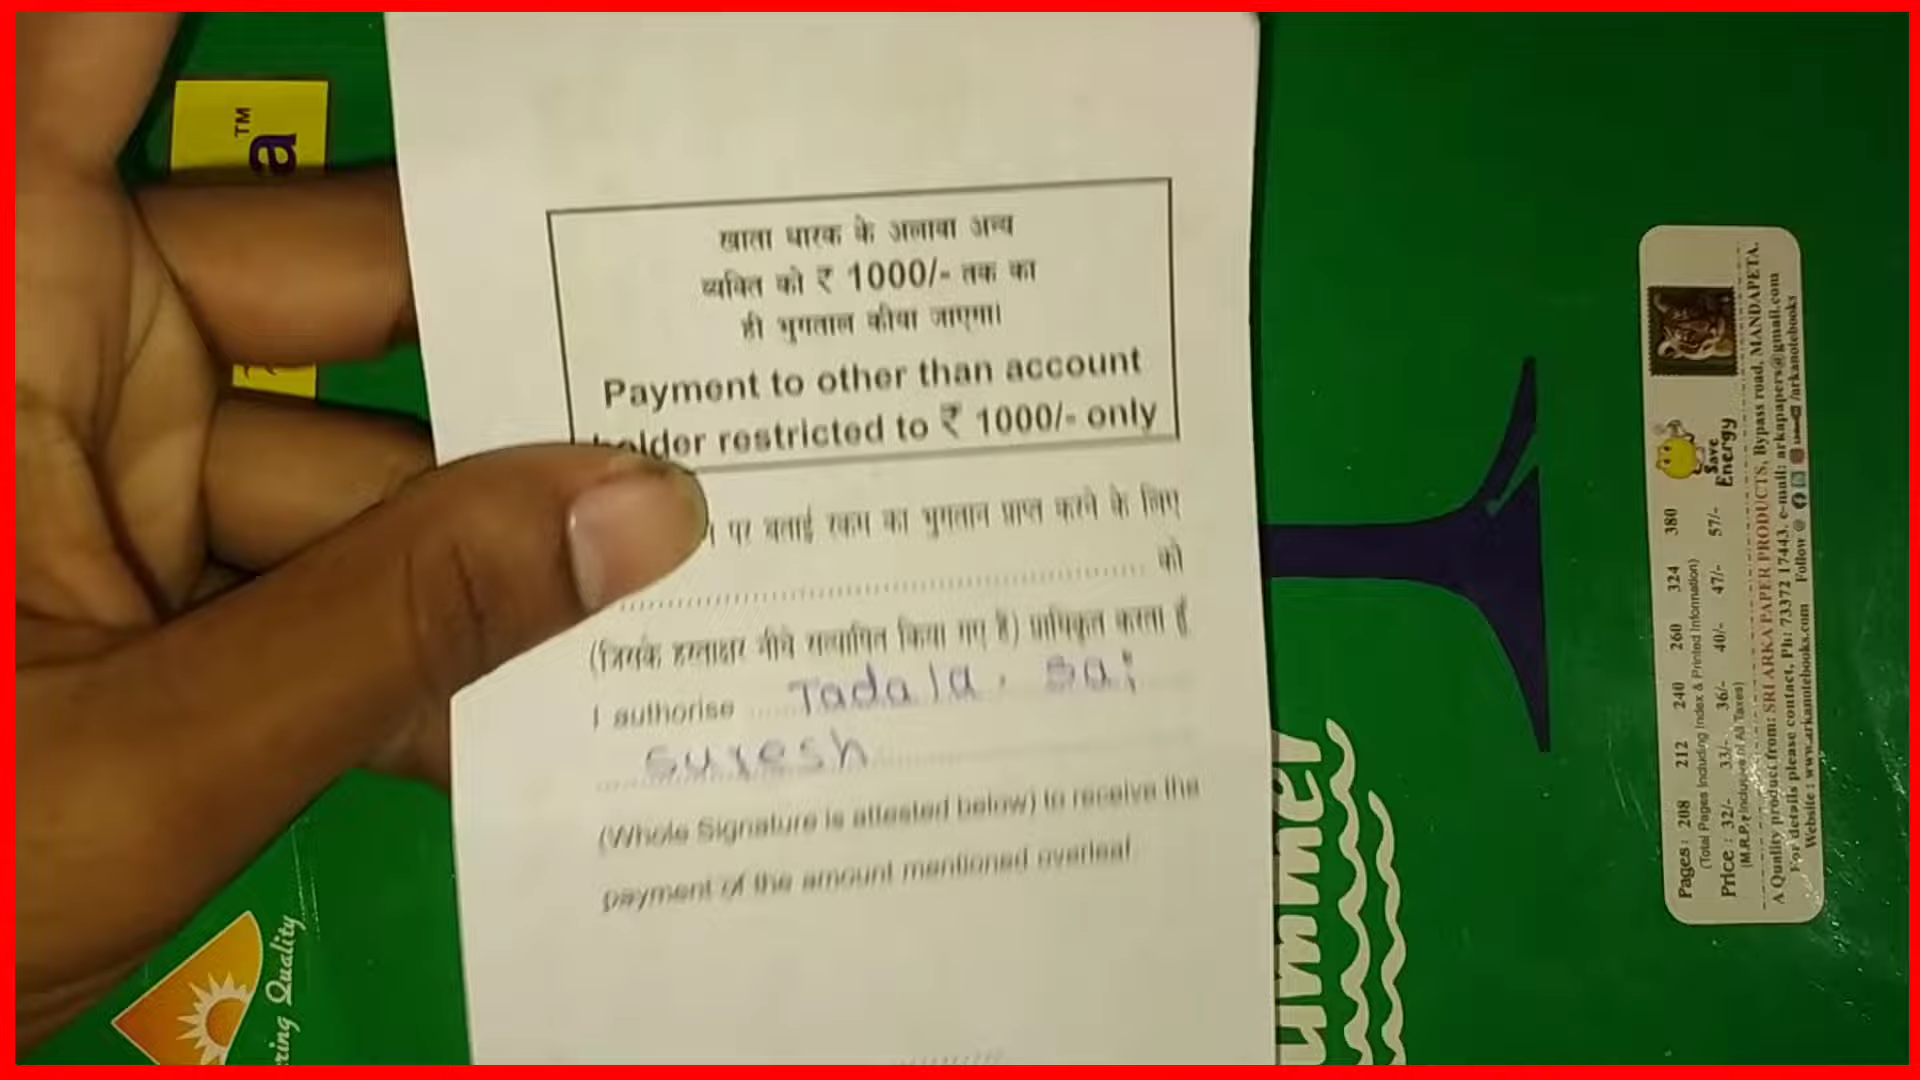 खाता धारक के अलावा अन्य
व्यक्ति को ₹ 1000/- तक का
ही भुगताल कीया जाएगा।
Payment to other than account
holder restricted to ₹ 1000/- only
पर बताई रकम का भुगतान प्राप्त करने के लिए
को
(जिसके हस्ताक्षर नीचे सत्यापित किया गए है) प्राधिकृत करता हूँ
I authorise Tadala. Sai
Suresh
(Whole Signature is attested below) to receive the
payment of the amount mentioned overleaf
TM
a
ring Quality
ummer
Save
Energy
Pages : 208 212 240 260 324 380
(Total Pages Including Index & Printed Information)
Price : 32/- 33/- 36/- 40/- 47/- 57/-
(M.R.P. Inclusive of All Taxes)
A Quality product from: SRI ARKA PAPER PRODUCTS, Bypass road, MANDAPETA.
For details please contact, Ph: 73372 17443. e-mail: arkapapers@gmail.com
Website : www.arkanotebooks.com Follow @ /arkanotebooks